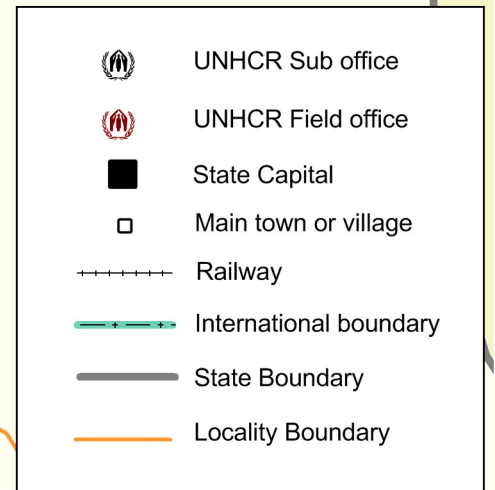 UNHCR Sub office
UNHCR Field office
State Capital
Main town or village
Railway
International boundary
State Boundary
Locality Boundary